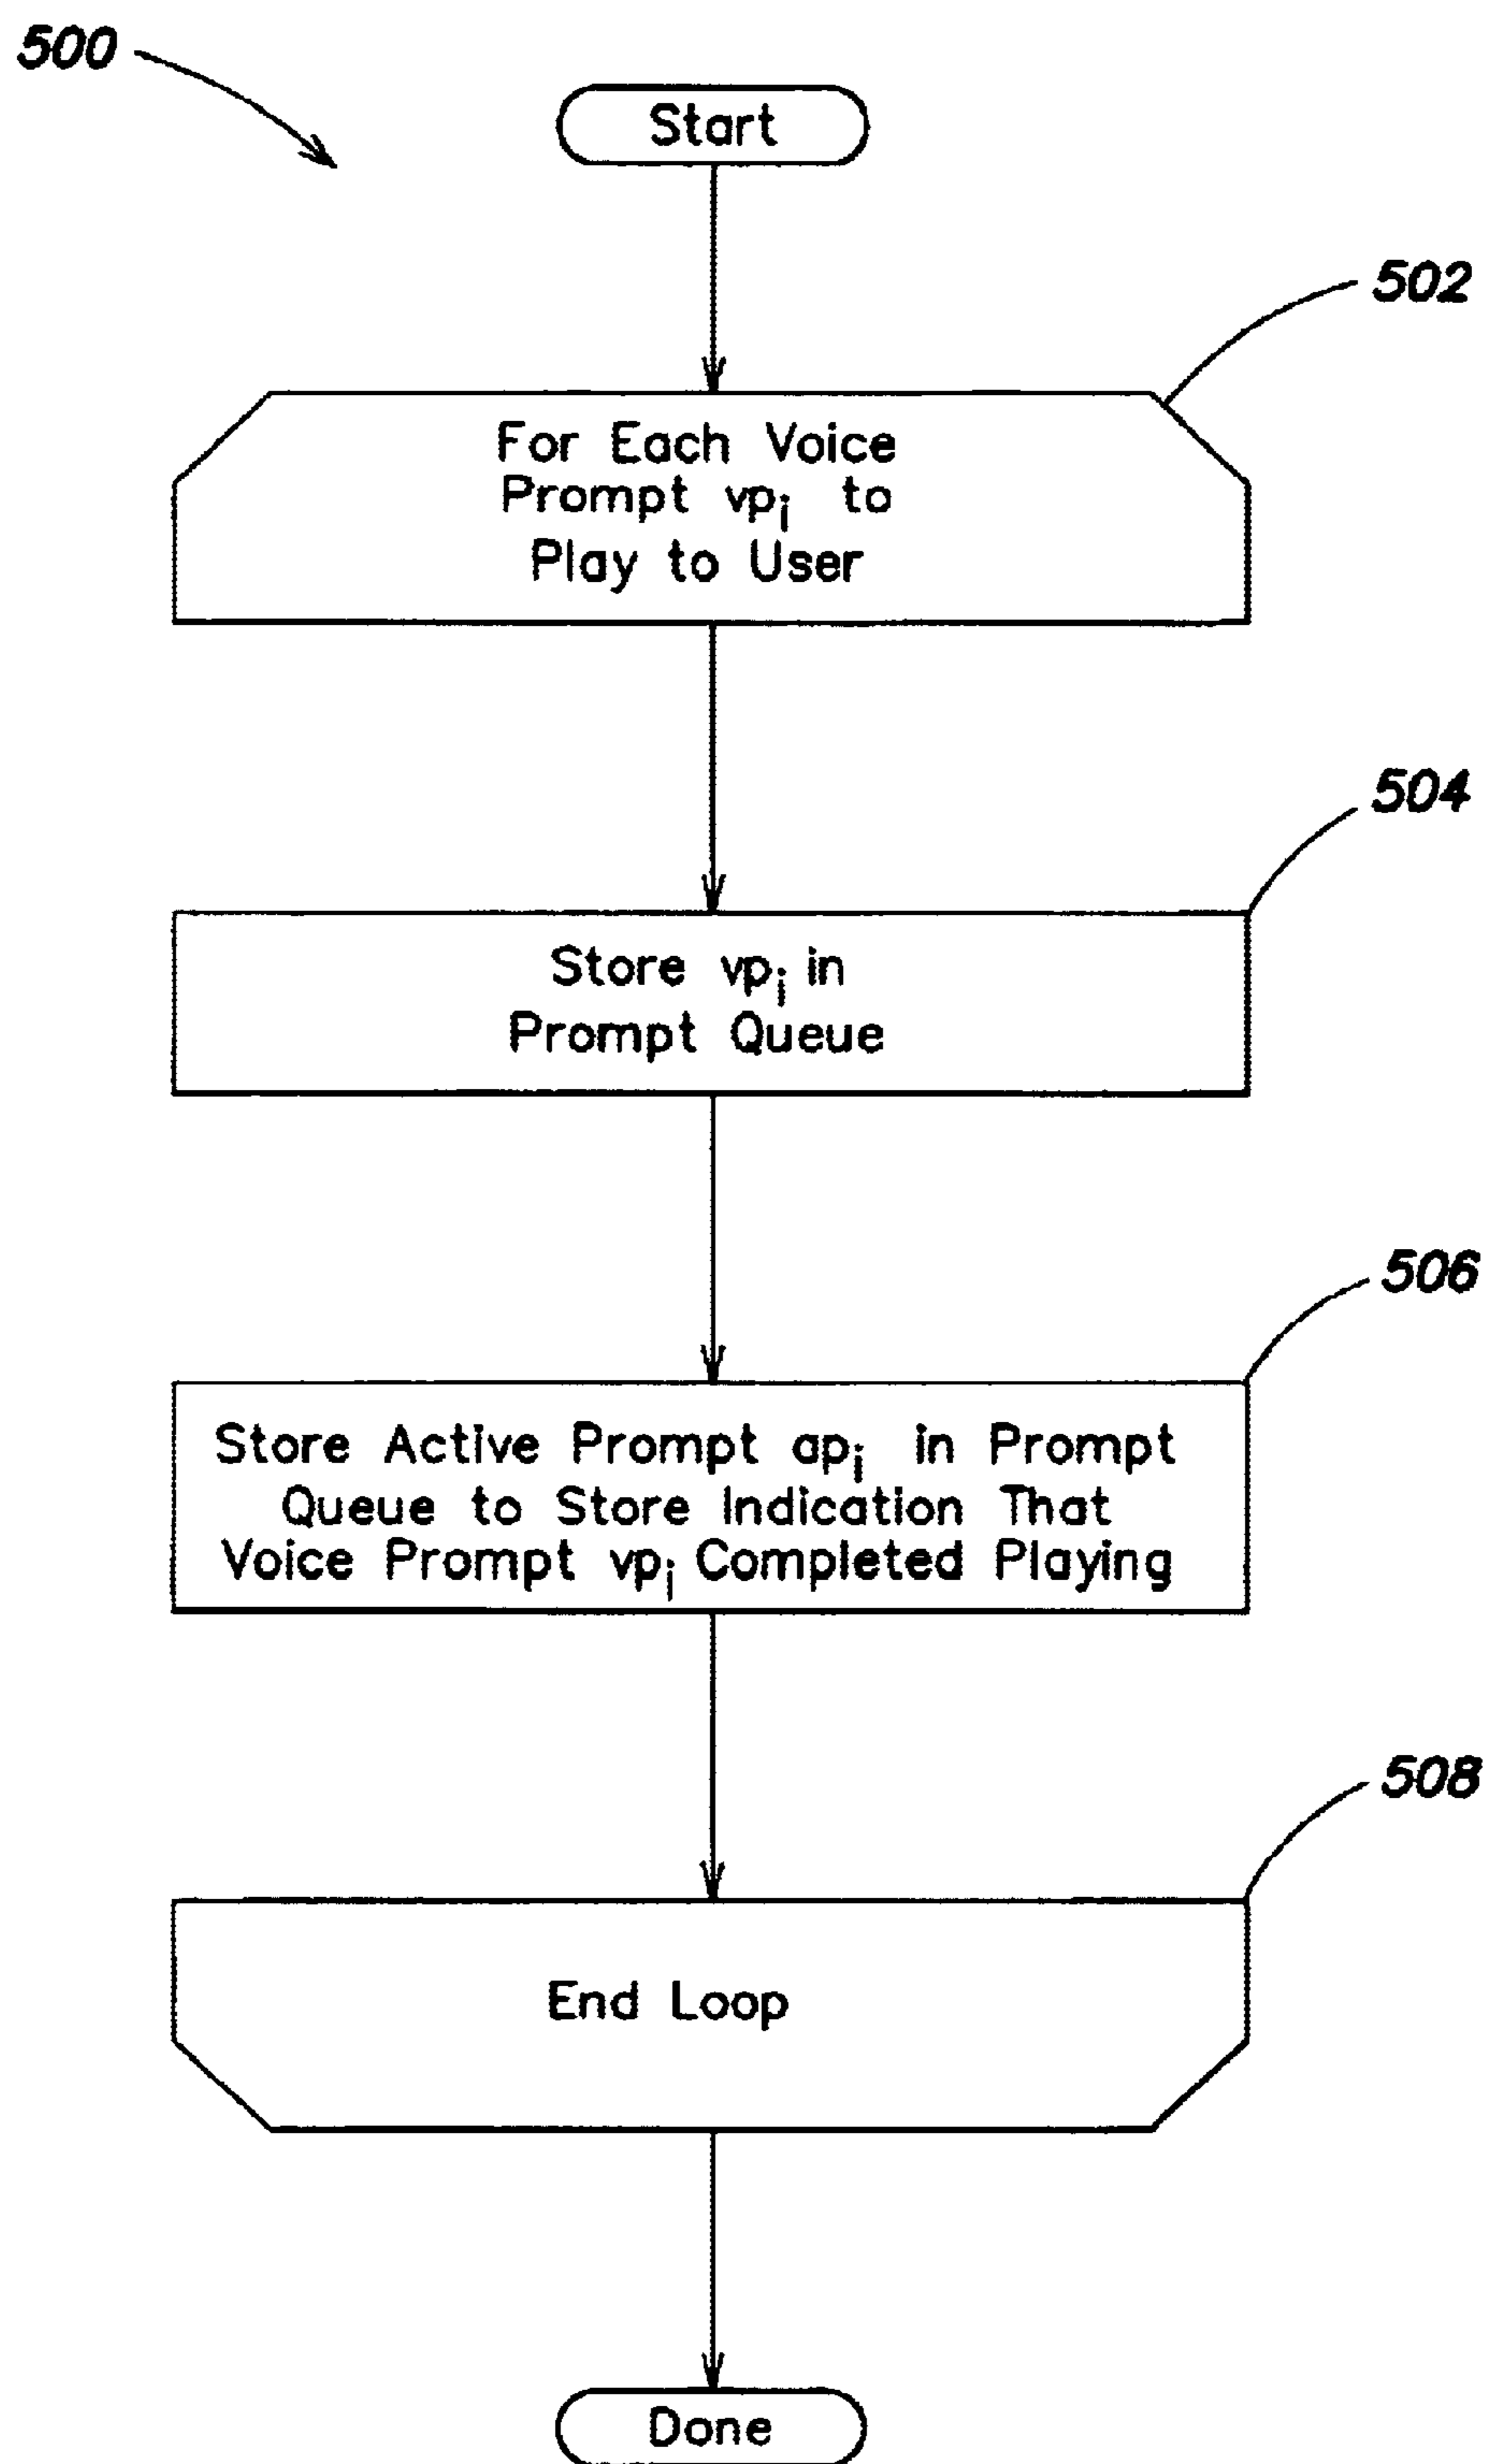 500
Start
502
For Each Voice
Prompt vpi to
Play to User
504
Store vpi in
Prompt Queue
506
Store Active Prompt api in Prompt
Queue to Store Indication That
Voice Prompt vpi Completed Playing
508
End Loop
Done